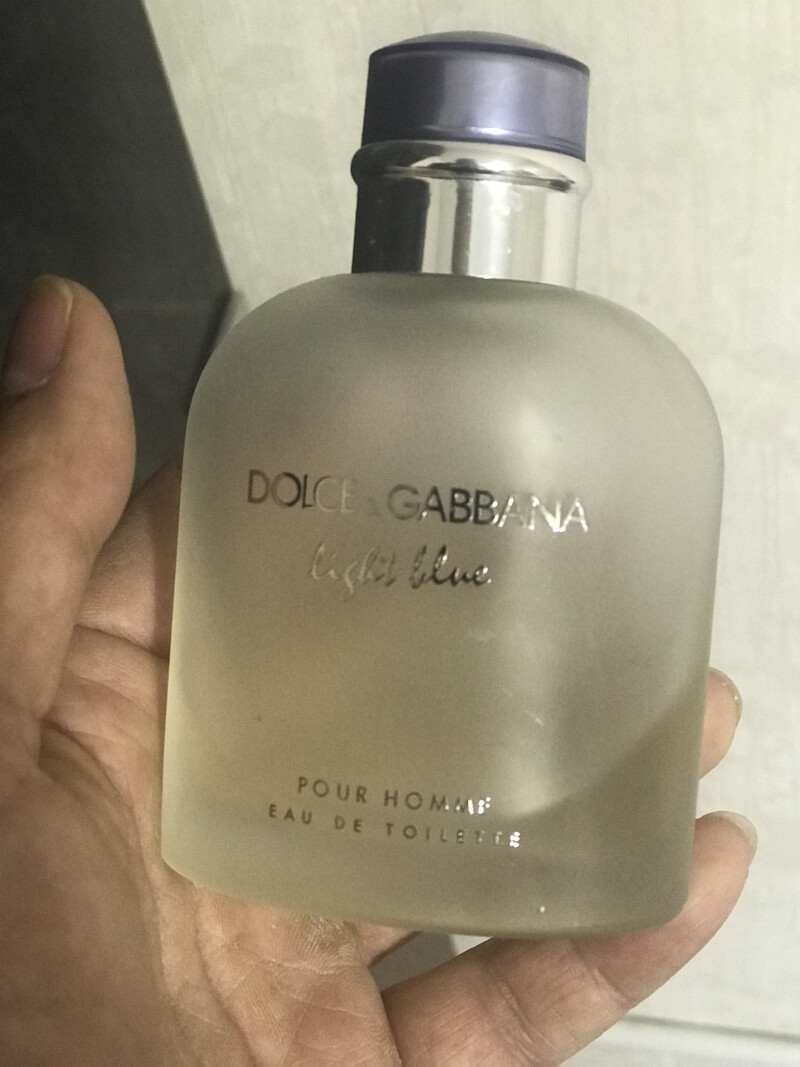 DOLCE & GABBANA
light blue
POUR HOMME
EAU DE TOILETTE